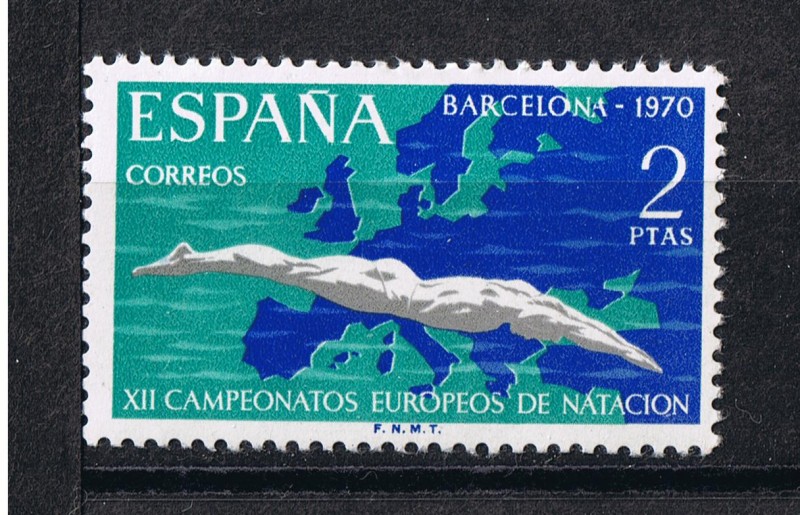 ESPAÑA
BARCELONA - 1970
CORREOS
2
PTAS
XII CAMPEONATOS EUROPEOS DE NATACION
F. N. M. T.